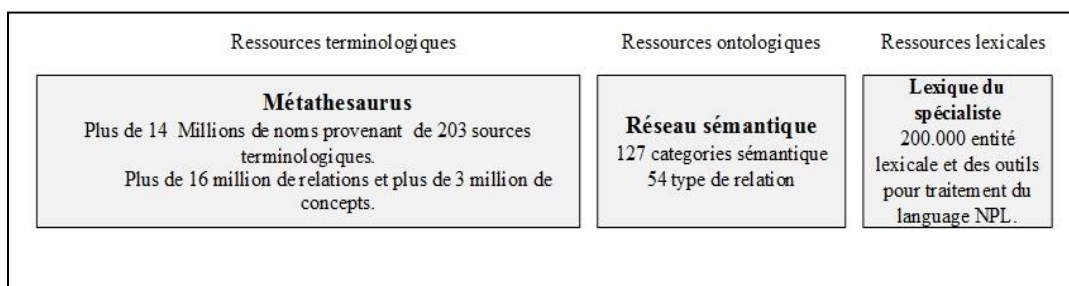 Ressources terminologiques
Ressources ontologiques
Ressources lexicales
Métathesaurus
Plus de 14 Millions de noms provenant de 203 sources
terminologiques.
Plus de 16 million de relations et plus de 3 million de
concepts.
Réseau sémantique
127 categories sémantique
54 type de relation
Lexique du
spécialiste
200.000 entité
lexicale et des outils
pour traitement du
language NPL.